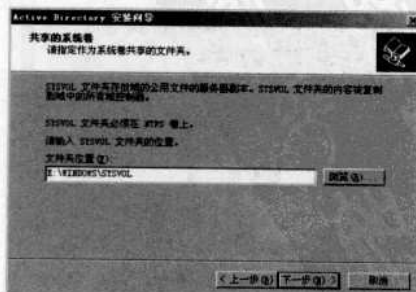 Active Directory 安装向导
共享的系统卷
请指定作为系统卷共享的文件夹。
SYSVOL 文件夹存放域的公用文件的服务器副本。SYSVOL 文件夹的内容被复制
到域中的所有域控制器。
SYSVOL 文件夹必须在 NTFS 卷上。
请输入 SYSVOL 文件夹的位置。
文件夹位置(F):
E:\WINDOWS\SYSVOL
浏览(B)...
< 上一步(B) 下一步(N) > 取消